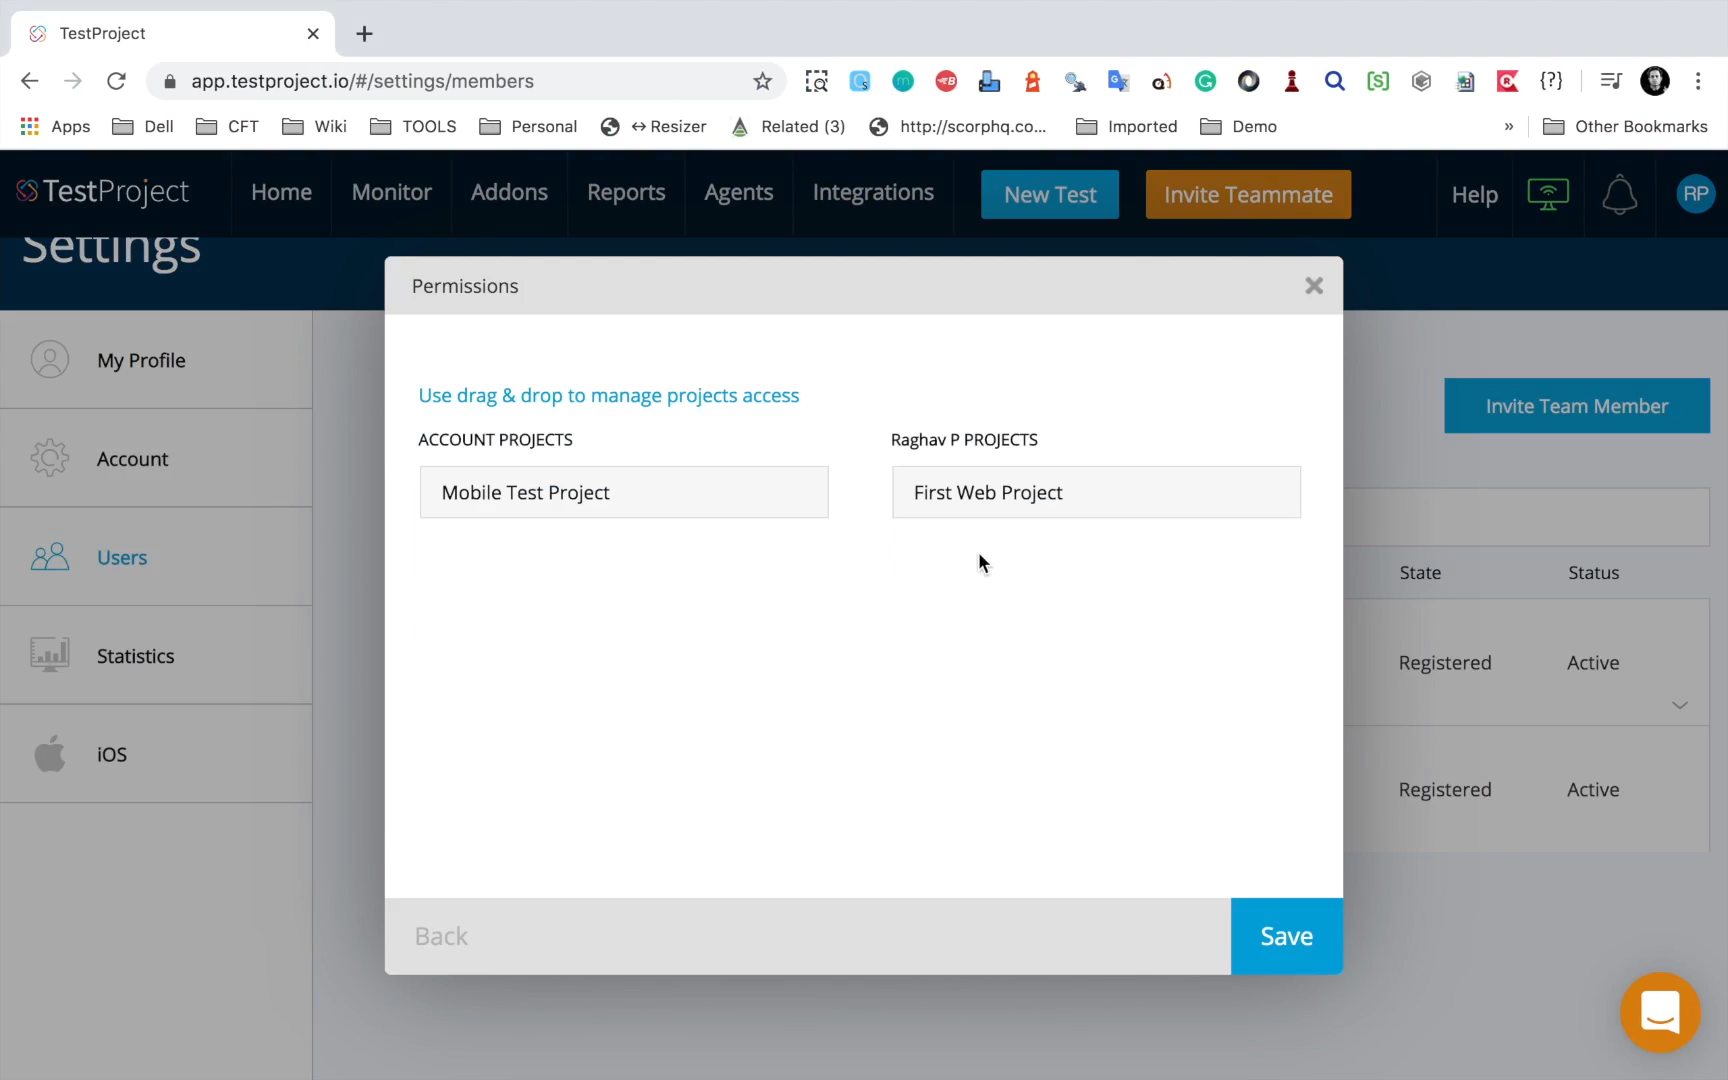 TestProject
app.testproject.io/#/settings/members
Apps Dell CFT Wiki TOOLS Personal ↔Resizer Related (3) http://scorphq.co... Imported Demo » Other Bookmarks
TestProject Home Monitor Addons Reports Agents Integrations New Test Invite Teammate Help RP
Settings
Permissions
My Profile
Use drag & drop to manage projects access
Invite Team Member
ACCOUNT PROJECTS Raghav P PROJECTS
Account
Mobile Test Project First Web Project
Users
State Status
Statistics
Registered Active
iOS
Registered Active
Back Save